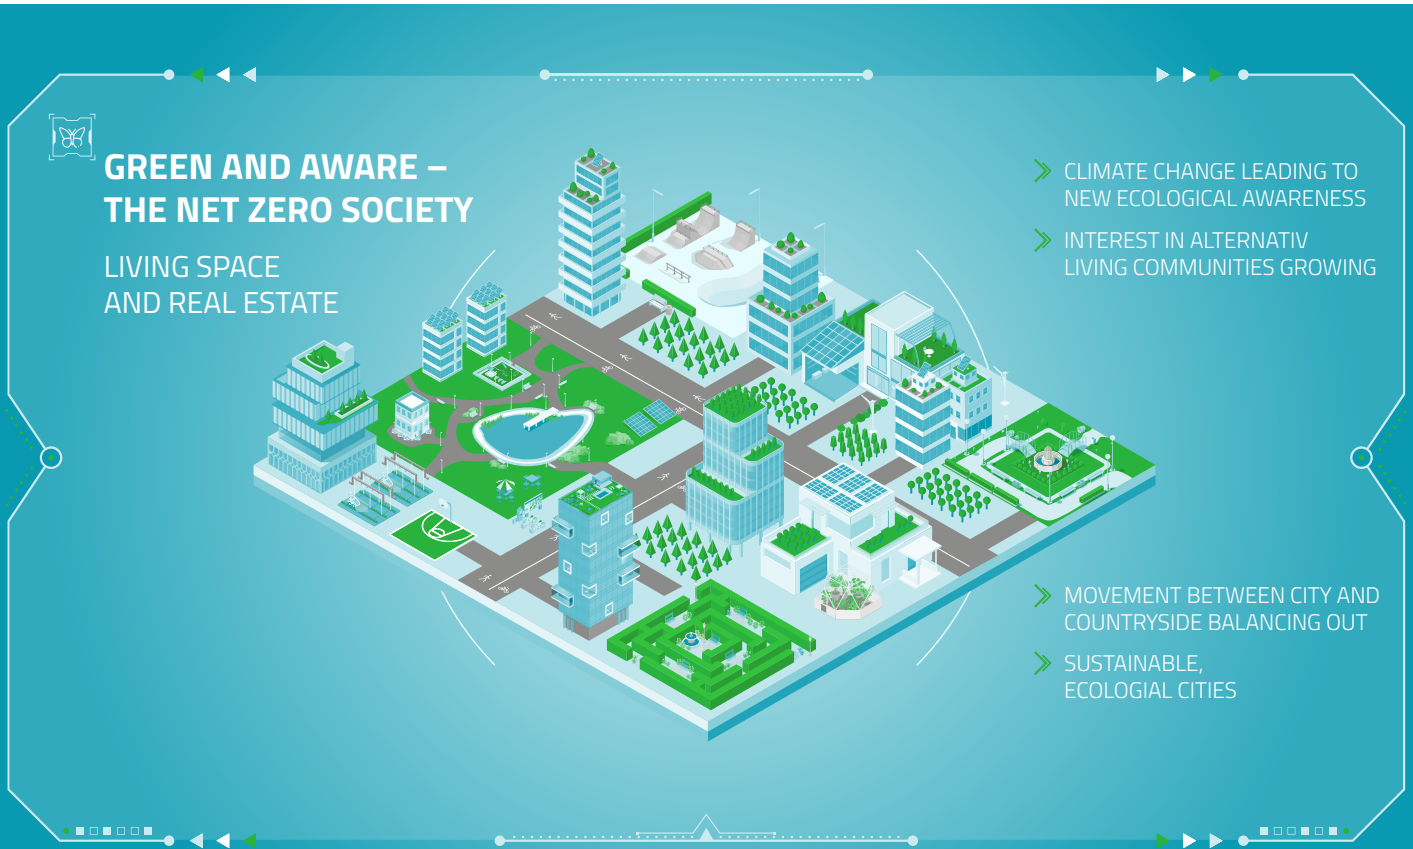 GREEN AND AWARE –
THE NET ZERO SOCIETY
LIVING SPACE
AND REAL ESTATE
CLIMATE CHANGE LEADING TO
NEW ECOLOGICAL AWARENESS
INTEREST IN ALTERNATIV
LIVING COMMUNITIES GROWING
MOVEMENT BETWEEN CITY AND
COUNTRYSIDE BALANCING OUT
SUSTAINABLE,
ECOLOGIAL CITIES